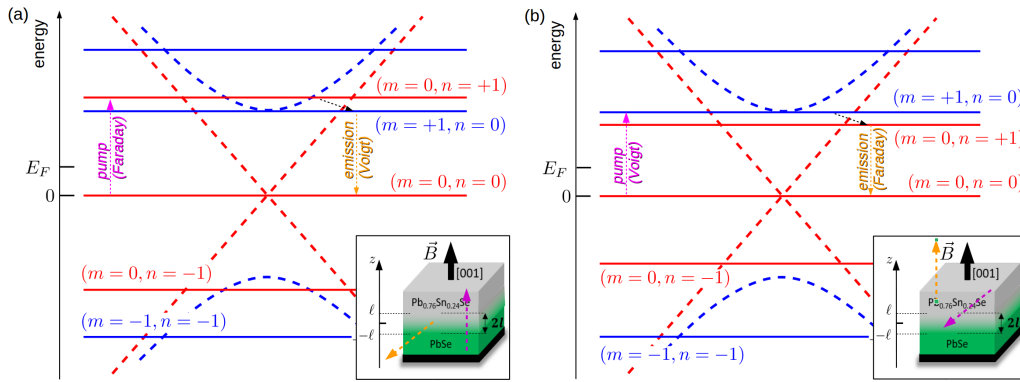 (a)
energy
(m = 0, n = +1)
(m = +1, n = 0)
pump
(Faraday)
emission
(Voigt)
E_F
(m = 0, n = 0)
0
(m = 0, n = −1)
(m = −1, n = −1)
z
B⃗
[001]
Pb0.76Sn0.24Se
ℓ
−ℓ
2l
PbSe
(b)
energy
(m = +1, n = 0)
(m = 0, n = +1)
pump
(Voigt)
emission
(Faraday)
E_F
(m = 0, n = 0)
0
(m = 0, n = −1)
(m = −1, n = −1)
z
B⃗
[001]
Pb0.76Sn0.24Se
ℓ
−ℓ
2l
PbSe